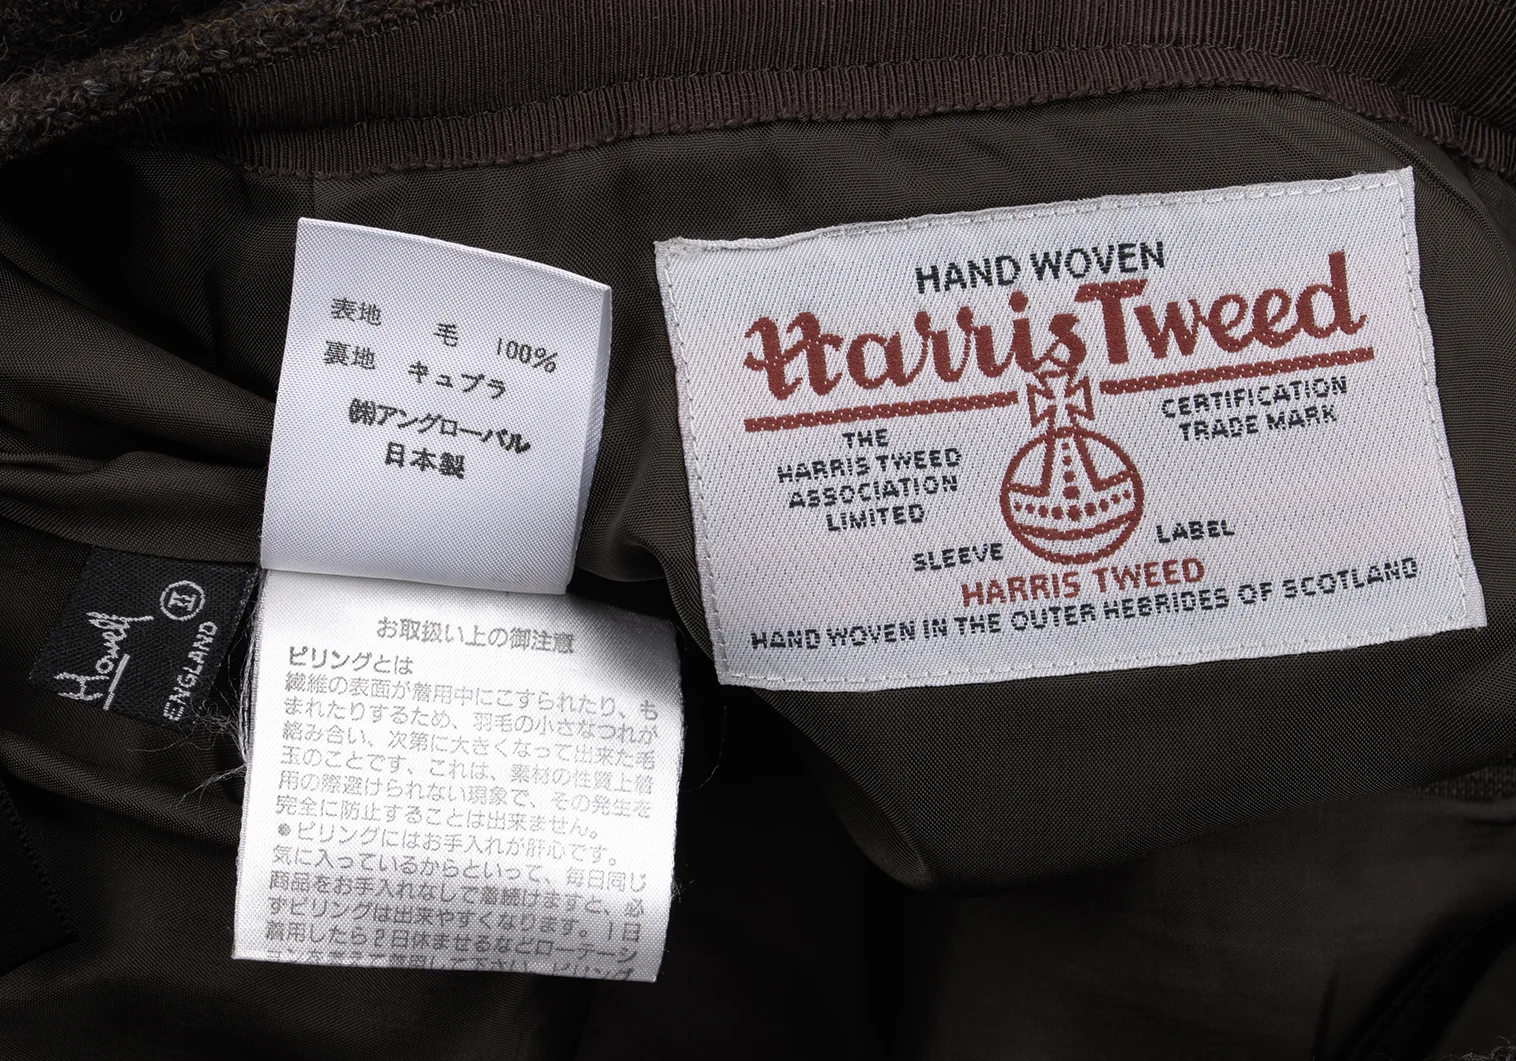 表地 毛 100%
裏地 キュプラ
㈱アングローバル
日本製
Howell
II
ENGLAND
お取扱い上の御注意
ピリングとは
繊維の表面が着用中にこすられたり、も
まれたりするため、羽毛の小さなつれが
絡み合い、次第に大きくなって出来た毛
玉のことです、これは、素材の性質上着
用の際避けられない現象で、その発生を
完全に防止することは出来ません。
●ピリングにはお手入れが肝心です。
気に入っているからといって、毎日同じ
商品をお手入れなしで着続けますと、必
ずピリングは出来やすくなります。1日
着用したら2日休ませるなどローテーシ
HAND WOVEN
Harris Tweed
CERTIFICATION
TRADE MARK
THE
HARRIS TWEED
ASSOCIATION
LIMITED
SLEEVE LABEL
HARRIS TWEED
HAND WOVEN IN THE OUTER HEBRIDES OF SCOTLAND